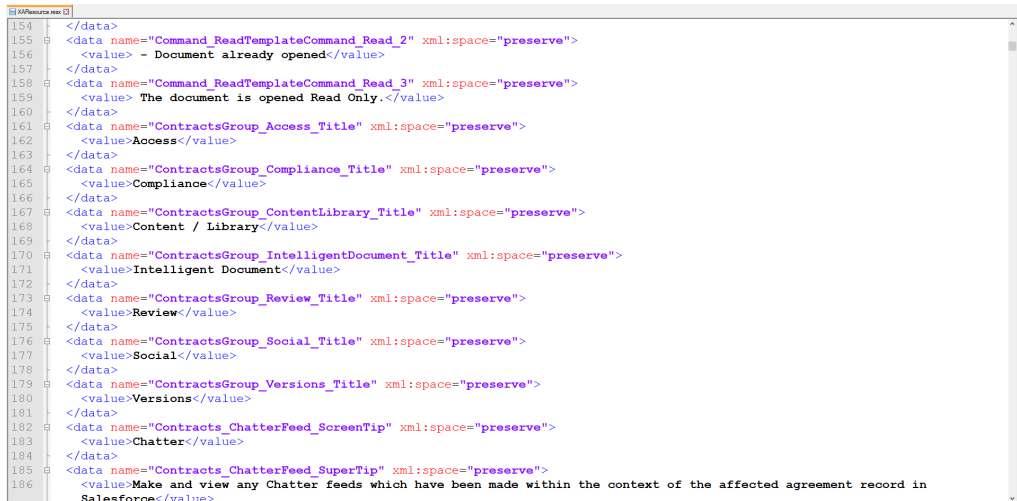 XAResource.resx
154 </data>
155 <data name="Command_ReadTemplateCommand_Read_2" xml:space="preserve">
156 <value> - Document already opened</value>
157 </data>
158 <data name="Command_ReadTemplateCommand_Read_3" xml:space="preserve">
159 <value> The document is opened Read Only.</value>
160 </data>
161 <data name="ContractsGroup_Access_Title" xml:space="preserve">
162 <value>Access</value>
163 </data>
164 <data name="ContractsGroup_Compliance_Title" xml:space="preserve">
165 <value>Compliance</value>
166 </data>
167 <data name="ContractsGroup_ContentLibrary_Title" xml:space="preserve">
168 <value>Content / Library</value>
169 </data>
170 <data name="ContractsGroup_IntelligentDocument_Title" xml:space="preserve">
171 <value>Intelligent Document</value>
172 </data>
173 <data name="ContractsGroup_Review_Title" xml:space="preserve">
174 <value>Review</value>
175 </data>
176 <data name="ContractsGroup_Social_Title" xml:space="preserve">
177 <value>Social</value>
178 </data>
179 <data name="ContractsGroup_Versions_Title" xml:space="preserve">
180 <value>Versions</value>
181 </data>
182 <data name="Contracts_ChatterFeed_ScreenTip" xml:space="preserve">
183 <value>Chatter</value>
184 </data>
185 <data name="Contracts_ChatterFeed_SuperTip" xml:space="preserve">
186 <value>Make and view any Chatter feeds which have been made within the context of the affected agreement record in
Salesforce</value>